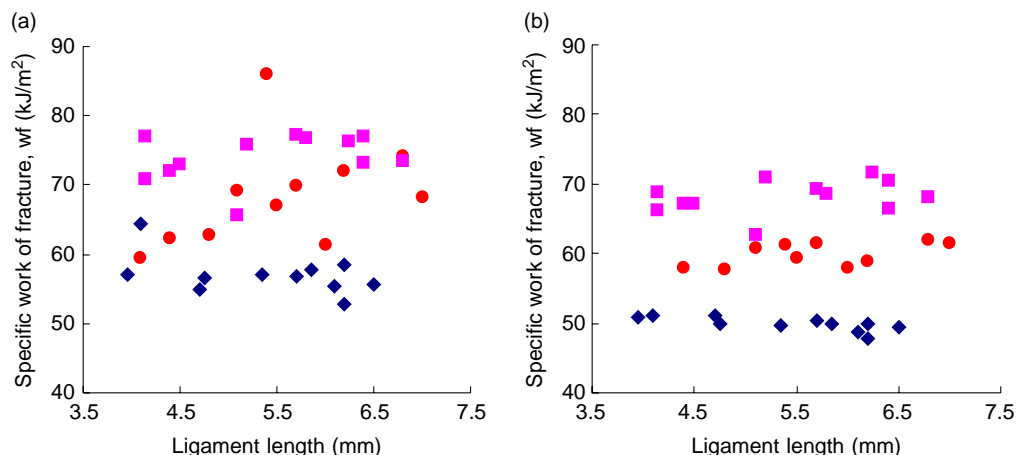 (a)
Specific work of fracture, wf (kJ/m²)
90
80
70
60
50
40
3.5 4.5 5.5 6.5 7.5
Ligament length (mm)
(b)
Specific work of fracture, wf (kJ/m²)
90
80
70
60
50
40
3.5 4.5 5.5 6.5 7.5
Ligament length (mm)